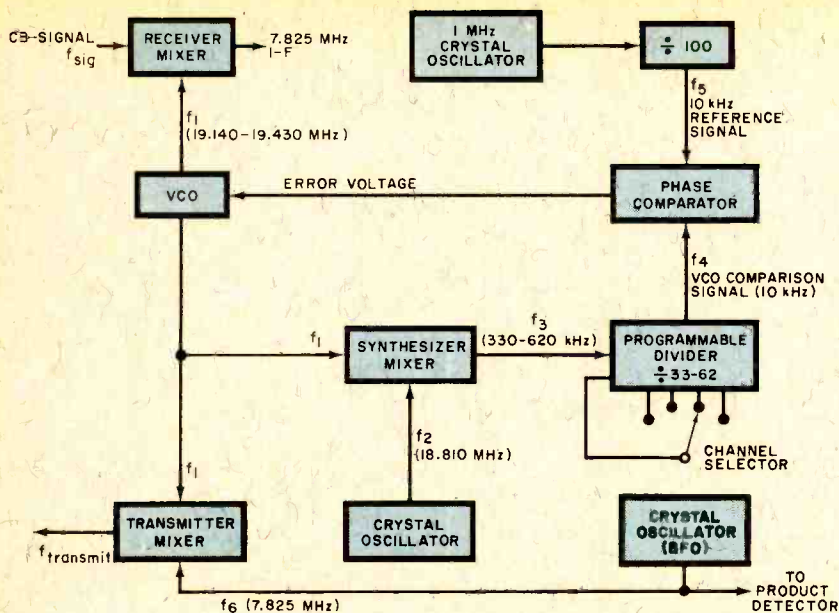 CB SIGNAL
fsig
RECEIVER
MIXER
7.825 MHz
I-F
1 MHz
CRYSTAL
OSCILLATOR
÷ 100
f1
(19.140-19.430 MHz)
f5
10 kHz
REFERENCE
SIGNAL
VCO
ERROR VOLTAGE
PHASE
COMPARATOR
f4
VCO COMPARISON
SIGNAL (10 kHz)
f1
SYNTHESIZER
MIXER
f3
(330-620 kHz)
PROGRAMMABLE
DIVIDER
÷ 33-62
f2
(18.810 MHz)
CHANNEL
SELECTOR
f1
TRANSMITTER
MIXER
ftransmit
CRYSTAL
OSCILLATOR
CRYSTAL
OSCILLATOR
(BFO)
f6 (7.825 MHz)
TO
PRODUCT
DETECTOR